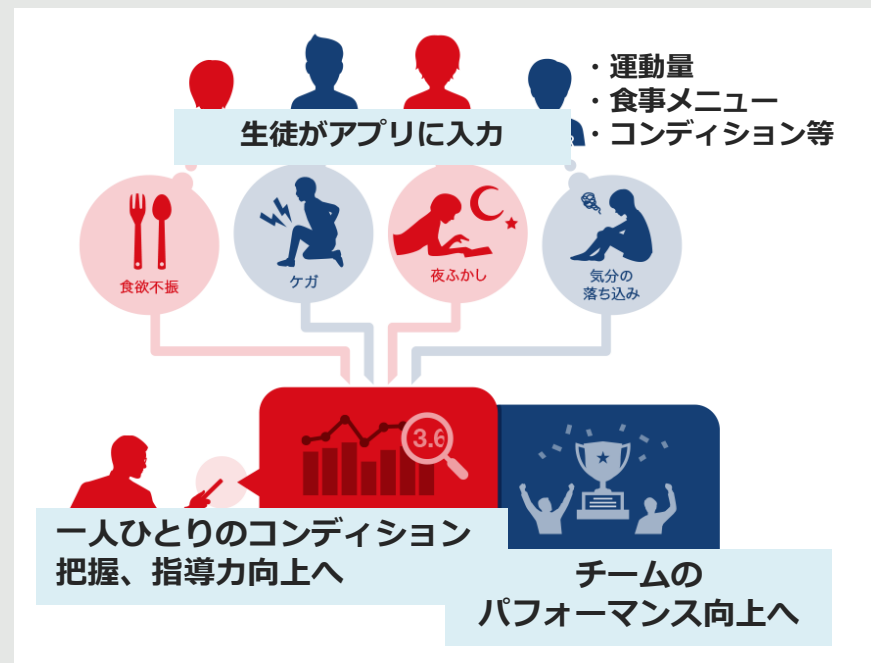 ・運動量
・食事メニュー
・コンディション等
生徒がアプリに入力
食欲不振
ケガ
夜ふかし
気分の
落ち込み
3.6
一人ひとりのコンディション
把握、指導力向上へ
チームの
パフォーマンス向上へ